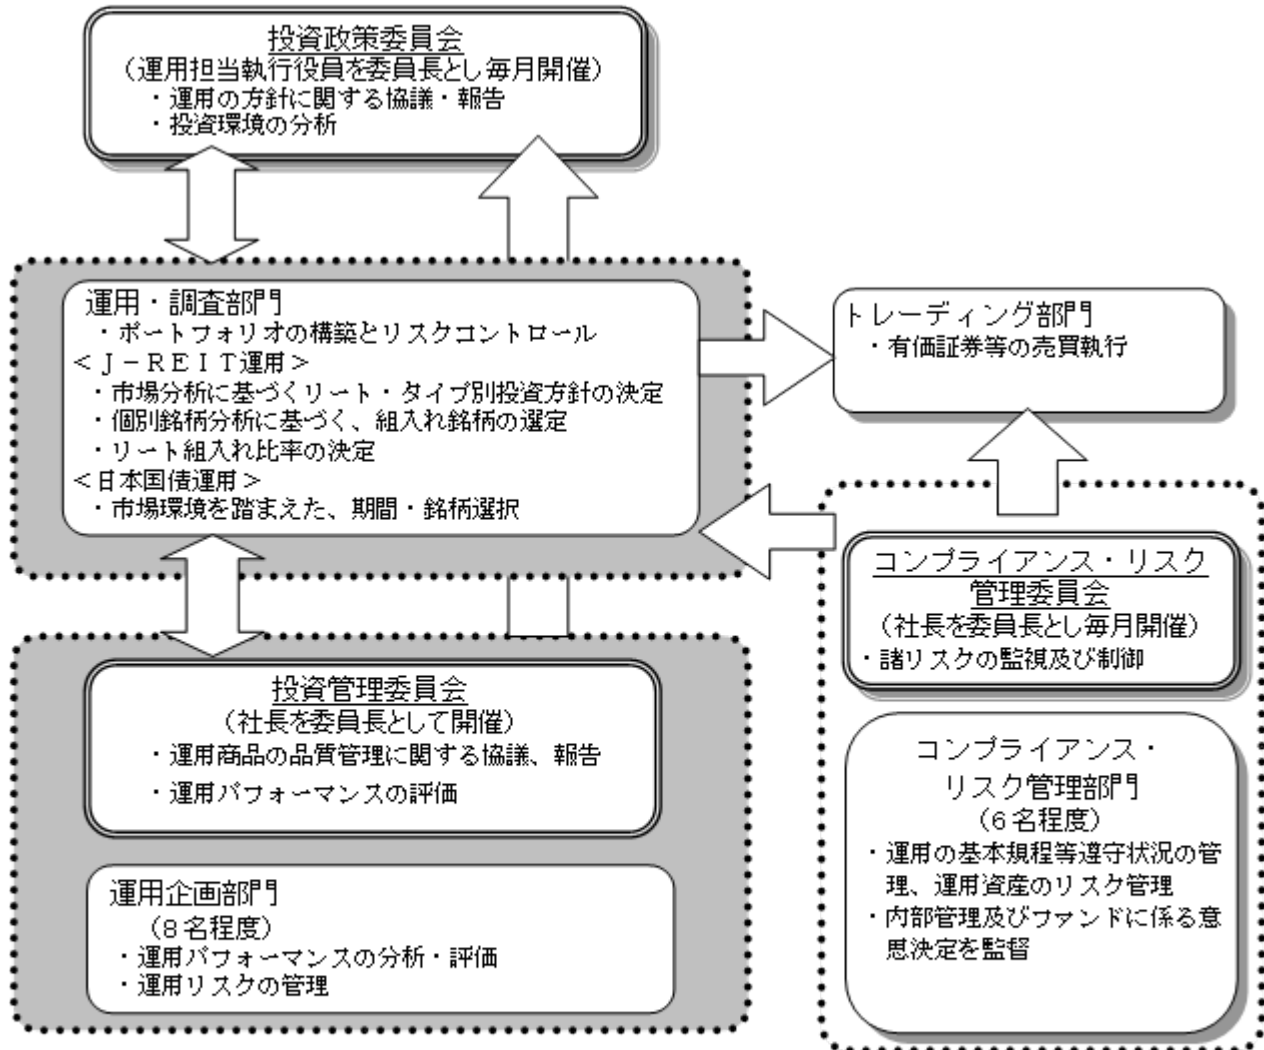 投資政策委員会
（運用担当執行役員を委員長とし毎月開催）
・運用の方針に関する協議・報告
・投資環境の分析
運用・調査部門
・ポートフォリオの構築とリスクコントロール
＜Ｊ－ＲＥＩＴ運用＞
・市場分析に基づくリート・タイプ別投資方針の決定
・個別銘柄分析に基づく、組入れ銘柄の選定
・リート組入れ比率の決定
＜日本国債運用＞
・市場環境を踏まえた、期間・銘柄選択
トレーディング部門
・有価証券等の売買執行
コンプライアンス・リスク
管理委員会
（社長を委員長とし毎月開催）
・諸リスクの監視及び制御
投資管理委員会
（社長を委員長として開催）
・運用商品の品質管理に関する協議、報告
・運用パフォーマンスの評価
運用企画部門
（８名程度）
・運用パフォーマンスの分析・評価
・運用リスクの管理
コンプライアンス・
リスク管理部門
（６名程度）
・運用の基本規程等遵守状況の管
理、運用資産のリスク管理
・内部管理及びファンドに係る意
思決定を監督